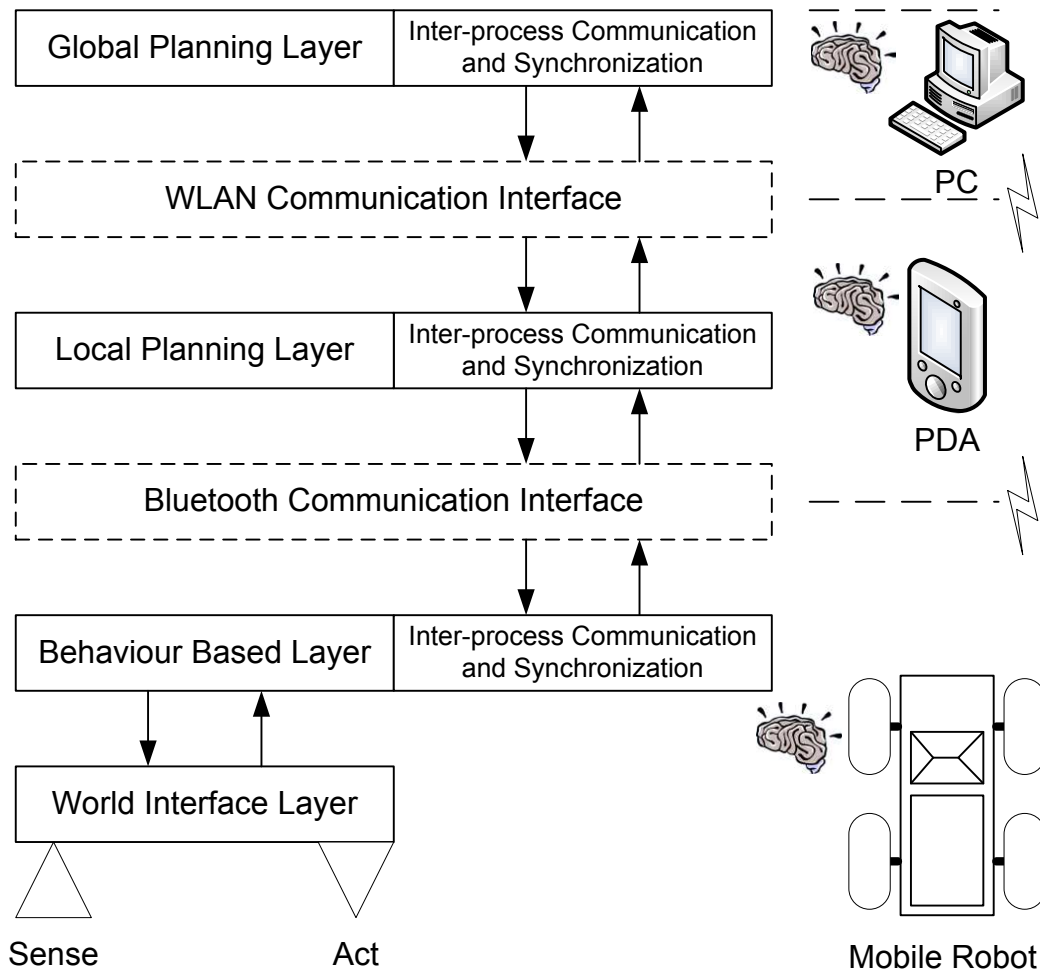 Global Planning Layer
Inter-process Communication
and Synchronization
PC
WLAN Communication Interface
Local Planning Layer
Inter-process Communication
and Synchronization
PDA
Bluetooth Communication Interface
Behaviour Based Layer
Inter-process Communication
and Synchronization
World Interface Layer
Sense
Act
Mobile Robot